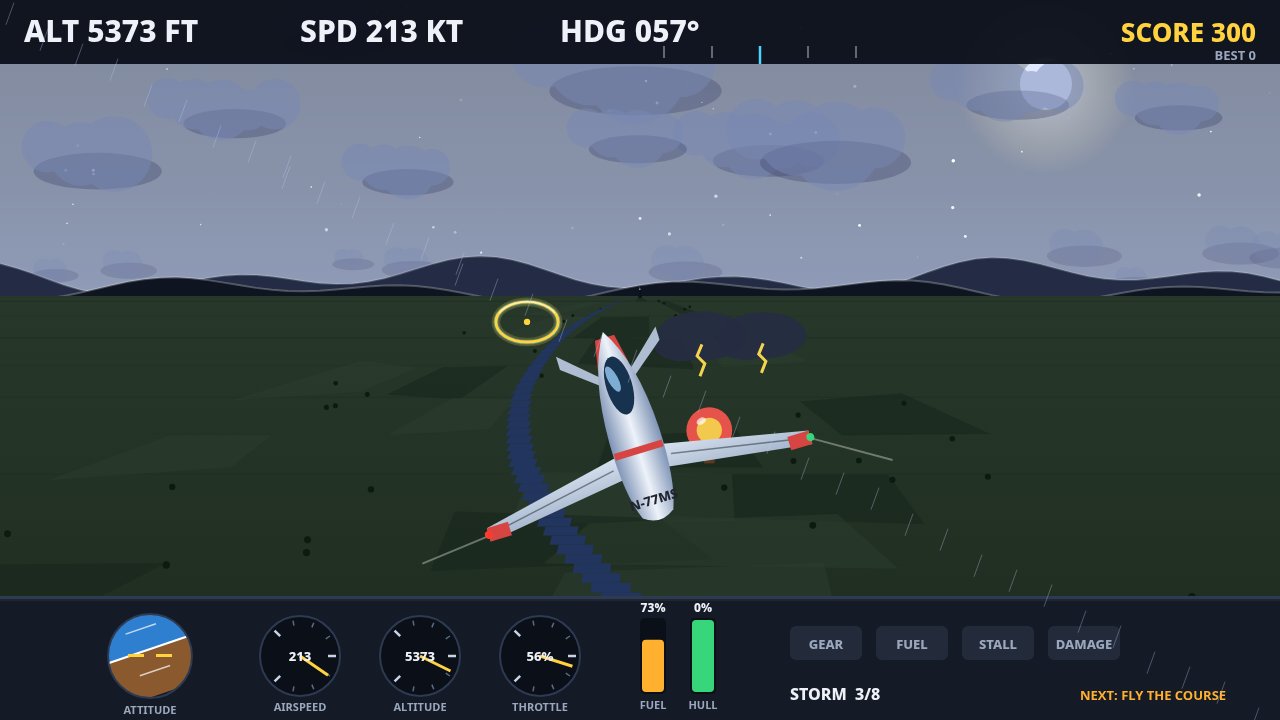 ALT 5373 FT SPD 213 KT HDG 057° SCORE 300
BEST 0
N-77MS
73% 0%
213 5373 56%
GEAR FUEL STALL DAMAGE
STORM 3/8 NEXT: FLY THE COURSE
ATTITUDE AIRSPEED ALTITUDE THROTTLE FUEL HULL